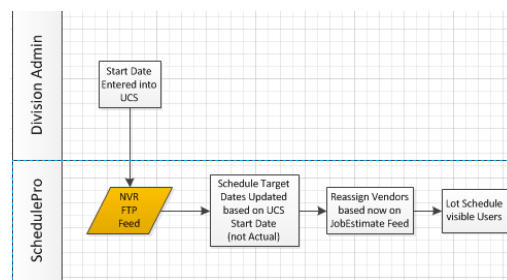 Division Admin
Start Date
Entered into
UCS
SchedulePro
NVR
FTP
Feed
Schedule Target
Dates Updated
based on UCS
Start Date
(not Actual)
Reassign Vendors
based now on
JobEstimate Feed
Lot Schedule
visible Users